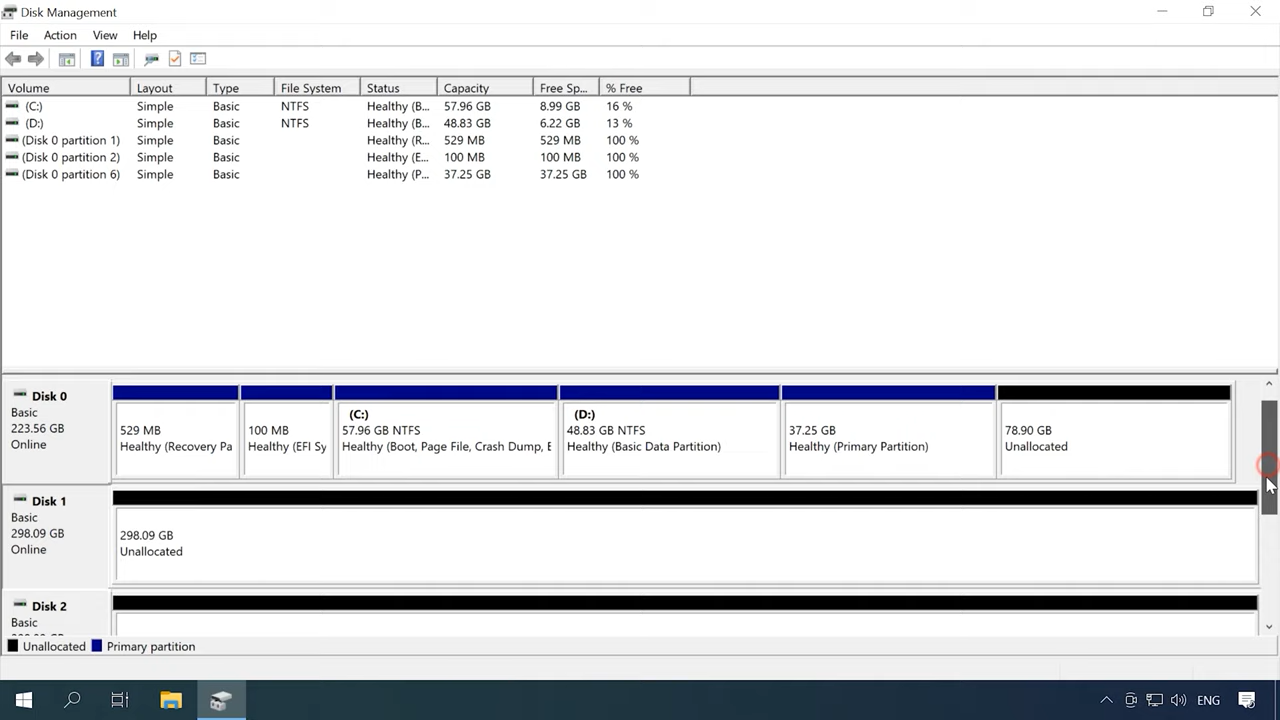 Disk Management
File Action View Help
Volume Layout Type File System Status Capacity Free Sp... % Free
(C:) Simple Basic NTFS Healthy (B... 57.96 GB 8.99 GB 16 %
(D:) Simple Basic NTFS Healthy (B... 48.83 GB 6.22 GB 13 %
(Disk 0 partition 1) Simple Basic Healthy (R... 529 MB 529 MB 100 %
(Disk 0 partition 2) Simple Basic Healthy (E... 100 MB 100 MB 100 %
(Disk 0 partition 6) Simple Basic Healthy (P... 37.25 GB 37.25 GB 100 %
Disk 0
Basic
223.56 GB
Online
529 MB
Healthy (Recovery Pa
100 MB
Healthy (EFI Sy
(C:)
57.96 GB NTFS
Healthy (Boot, Page File, Crash Dump, E
(D:)
48.83 GB NTFS
Healthy (Basic Data Partition)
37.25 GB
Healthy (Primary Partition)
78.90 GB
Unallocated
Disk 1
Basic
298.09 GB
Online
298.09 GB
Unallocated
Disk 2
Basic
Unallocated Primary partition
ENG